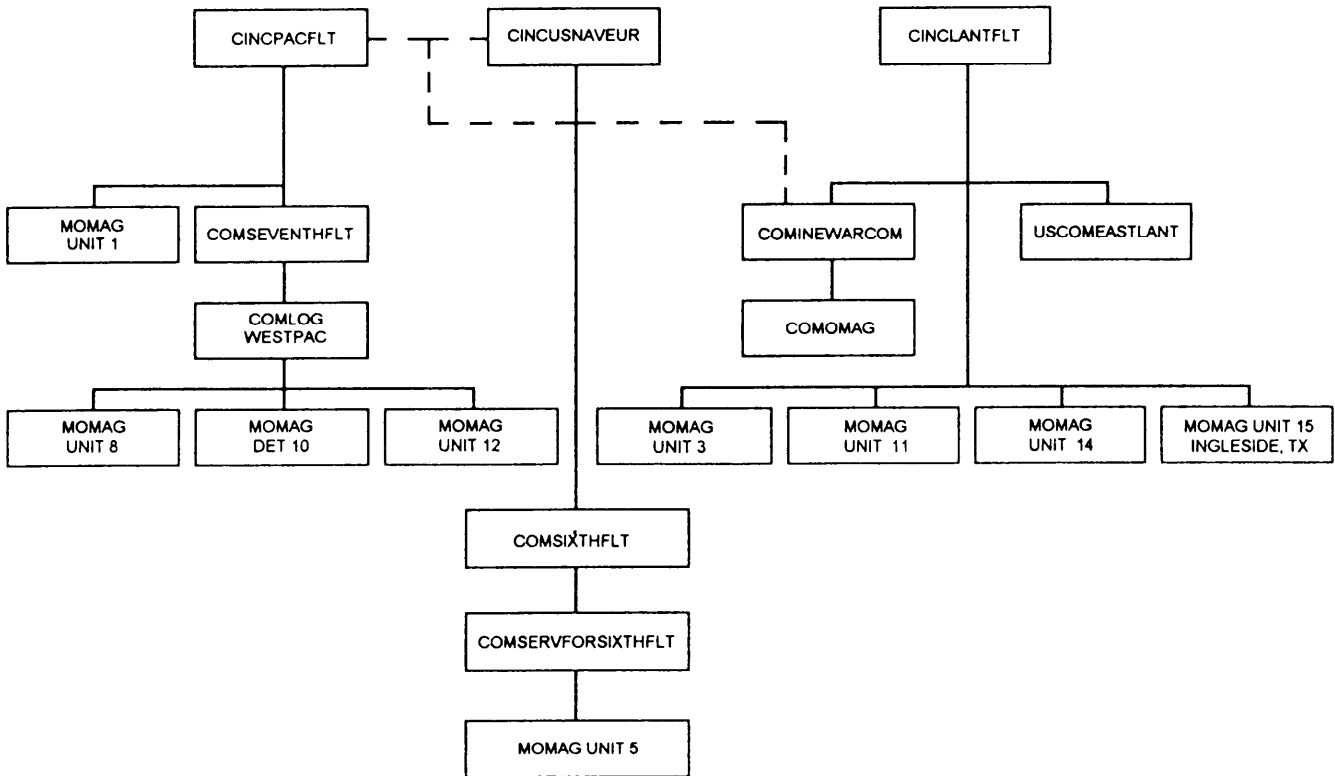 CINCPACFLT
CINCUSNAVEUR
CINCLANTFLT
MOMAG
UNIT 1
COMSEVENTHFLT
COMINEWARCOM
USCOMEASTLANT
COMLOG
WESTPAC
COMOMAG
MOMAG
UNIT 8
MOMAG
DET 10
MOMAG
UNIT 12
MOMAG
UNIT 3
MOMAG
UNIT 11
MOMAG
UNIT 14
MOMAG UNIT 15
INGLESIDE, TX
COMSIXTHFLT
COMSERVFORSIXTHFLT
MOMAG UNIT 5